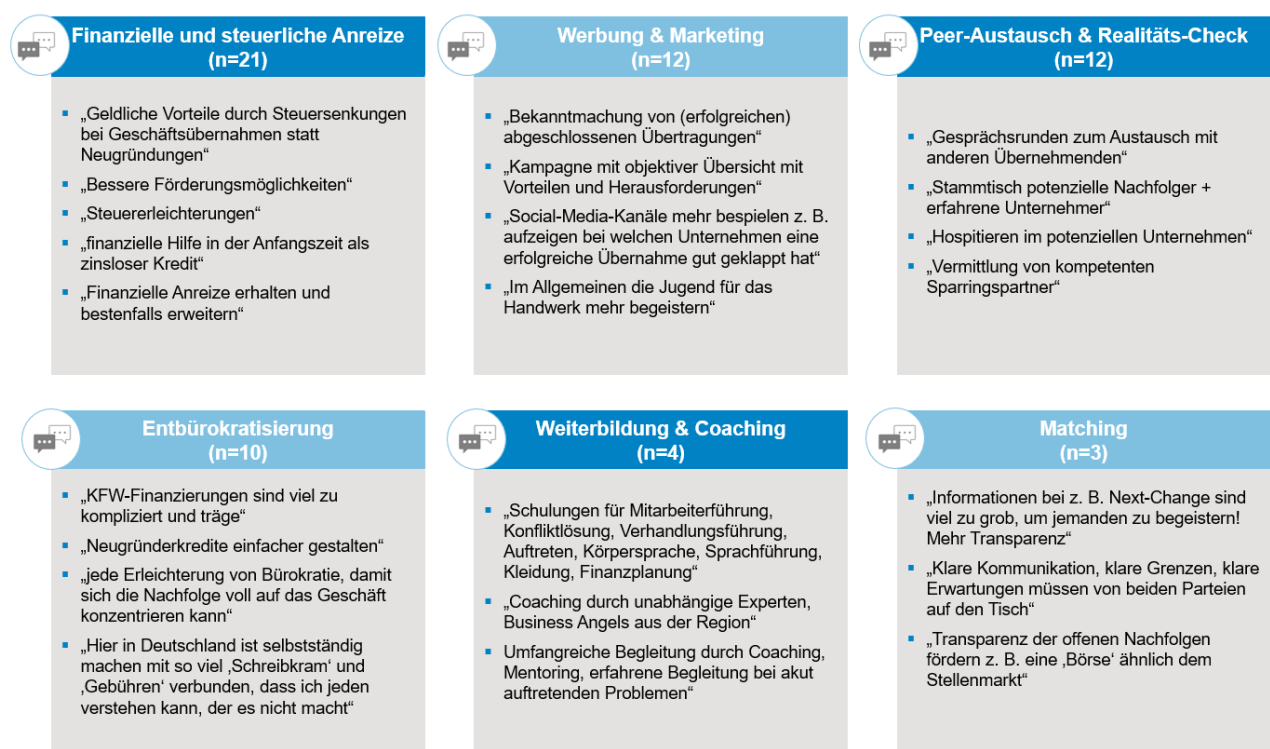 Finanzielle und steuerliche Anreize
(n=21)
▪ „Geldliche Vorteile durch Steuersenkungen
bei Geschäftsübernahmen statt
Neugründungen“
▪ „Bessere Förderungsmöglichkeiten“
▪ „Steuererleichterungen“
▪ „finanzielle Hilfe in der Anfangszeit als
zinsloser Kredit“
▪ „Finanzielle Anreize erhalten und
bestenfalls erweitern“
Werbung & Marketing
(n=12)
▪ „Bekanntmachung von (erfolgreichen)
abgeschlossenen Übertragungen“
▪ „Kampagne mit objektiver Übersicht mit
Vorteilen und Herausforderungen“
▪ „Social-Media-Kanäle mehr bespielen z. B.
aufzeigen bei welchen Unternehmen eine
erfolgreiche Übernahme gut geklappt hat“
▪ „Im Allgemeinen die Jugend für das
Handwerk mehr begeistern“
Peer-Austausch & Realitäts-Check
(n=12)
▪ „Gesprächsrunden zum Austausch mit
anderen Übernehmenden“
▪ „Stammtisch potenzielle Nachfolger +
erfahrene Unternehmer“
▪ „Hospitieren im potenziellen Unternehmen“
▪ „Vermittlung von kompetenten
Sparringspartner“
Entbürokratisierung
(n=10)
▪ „KFW-Finanzierungen sind viel zu
kompliziert und träge“
▪ „Neugründerkredite einfacher gestalten“
▪ „jede Erleichterung von Bürokratie, damit
sich die Nachfolge voll auf das Geschäft
konzentrieren kann“
▪ „Hier in Deutschland ist selbstständig
machen mit so viel ‚Schreibkram‘ und
‚Gebühren‘ verbunden, dass ich jeden
verstehen kann, der es nicht macht“
Weiterbildung & Coaching
(n=4)
▪ „Schulungen für Mitarbeiterführung,
Konfliktlösung, Verhandlungsführung,
Auftreten, Körpersprache, Sprachführung,
Kleidung, Finanzplanung“
▪ „Coaching durch unabhängige Experten,
Business Angels aus der Region“
▪ Umfangreiche Begleitung durch Coaching,
Mentoring, erfahrene Begleitung bei akut
auftretenden Problemen“
Matching
(n=3)
▪ „Informationen bei z. B. Next-Change sind
viel zu grob, um jemanden zu begeistern!
Mehr Transparenz”
▪ „Klare Kommunikation, klare Grenzen, klare
Erwartungen müssen von beiden Parteien
auf den Tisch“
▪ „Transparenz der offenen Nachfolgen
fördern z. B. eine ‚Börse‘ ähnlich dem
Stellenmarkt“